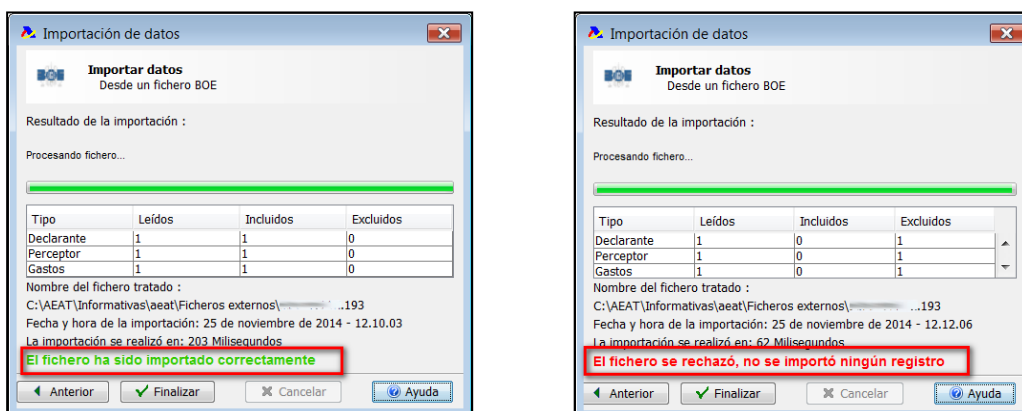 Importación de datos
BOE
Importar datos
Desde un fichero BOE
Resultado de la importación :
Procesando fichero...
Tipo Leídos Incluidos Excluidos
Declarante 1 1 0
Perceptor 1 1 0
Gastos 1 1 0
Nombre del fichero tratado :
C:\AEAT\Informativas\aeat\Ficheros externos\ .193
Fecha y hora de la importación: 25 de noviembre de 2014 - 12.10.03
La importación se realizó en: 203 Milisegundos
El fichero ha sido importado correctamente
Anterior Finalizar Cancelar Ayuda
Importación de datos
BOE
Importar datos
Desde un fichero BOE
Resultado de la importación :
Procesando fichero...
Tipo Leídos Incluidos Excluidos
Declarante 1 0 1
Perceptor 1 0 1
Gastos 1 0 1
Nombre del fichero tratado :
C:\AEAT\Informativas\aeat\Ficheros externos\ ..193
Fecha y hora de la importación: 25 de noviembre de 2014 - 12.12.06
La importación se realizó en: 62 Milisegundos
El fichero se rechazó, no se importó ningún registro
Anterior Finalizar Cancelar Ayuda